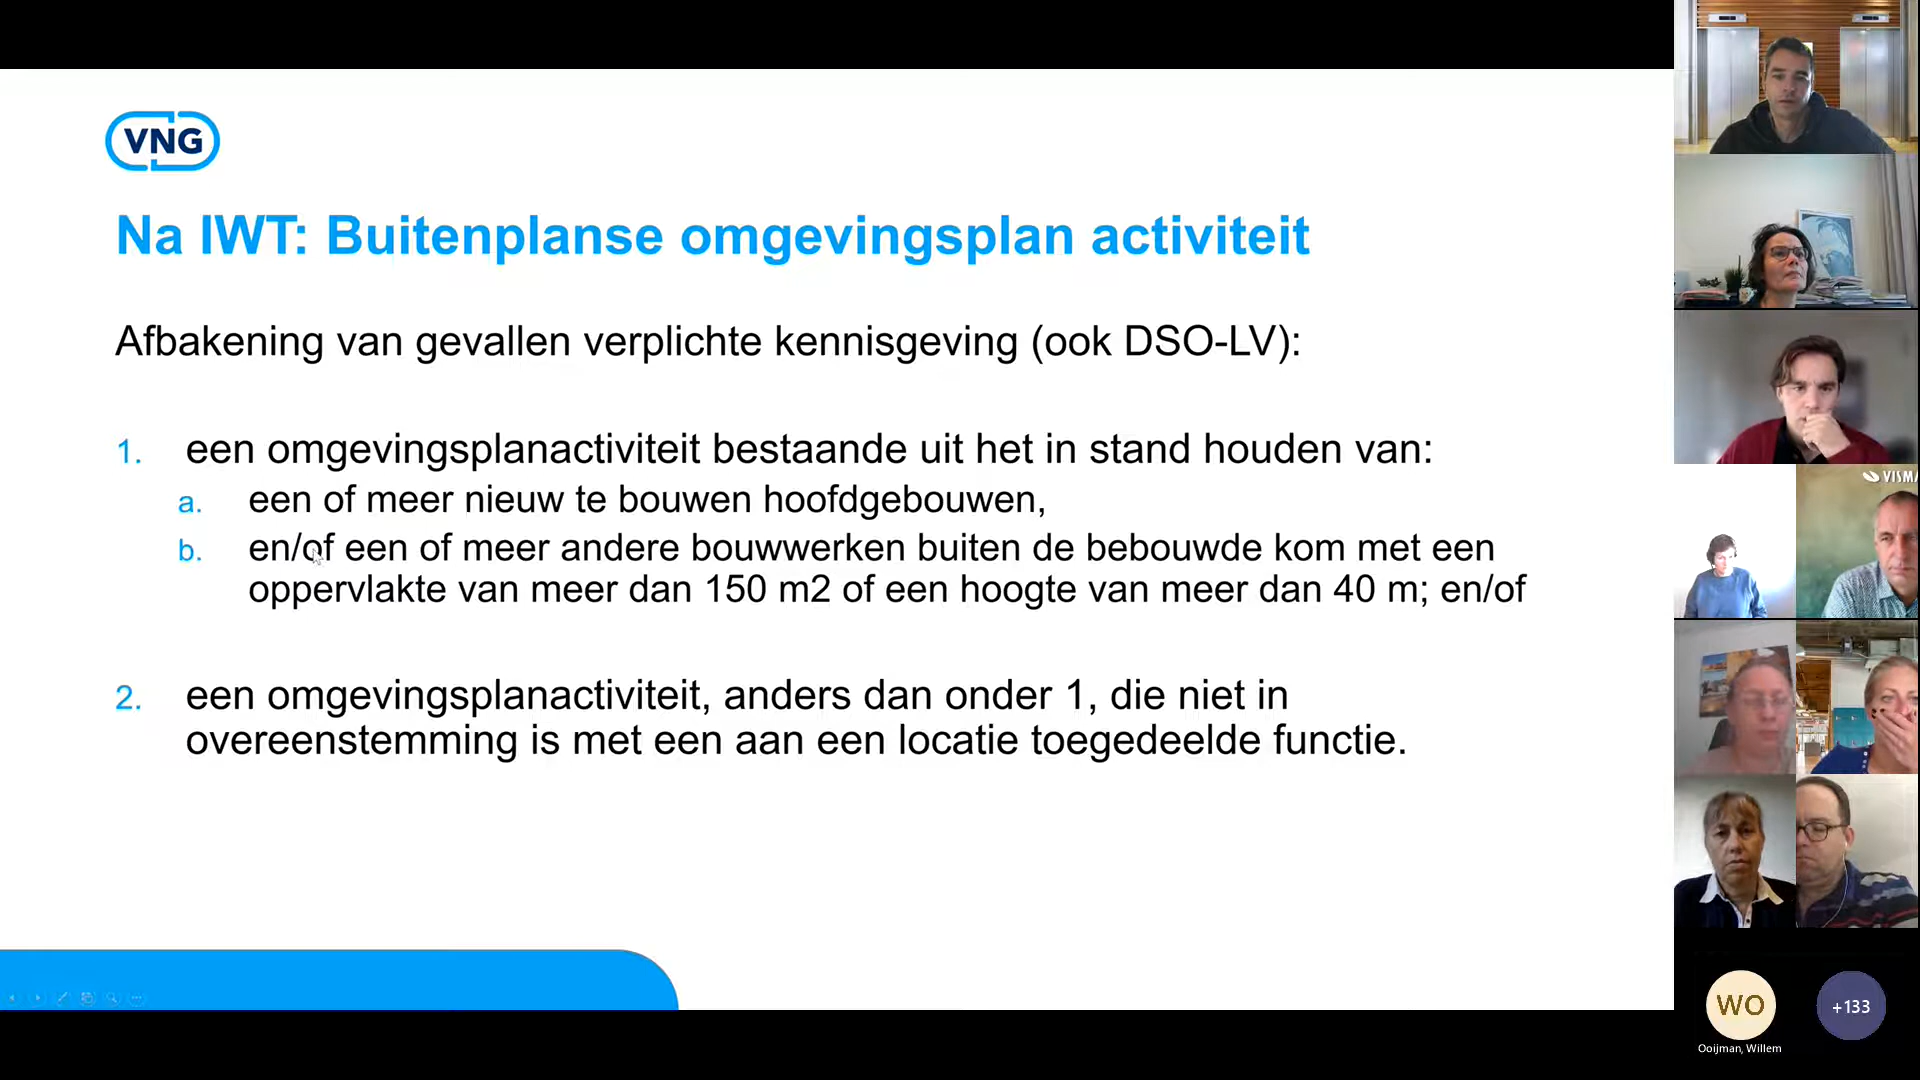 VNG
Na IWT: Buitenplanse omgevingsplan activiteit
Afbakening van gevallen verplichte kennisgeving (ook DSO-LV):
1. een omgevingsplanactiviteit bestaande uit het in stand houden van:
a. een of meer nieuw te bouwen hoofdgebouwen,
b. en/of een of meer andere bouwwerken buiten de bebouwde kom met een
oppervlakte van meer dan 150 m2 of een hoogte van meer dan 40 m; en/of
2. een omgevingsplanactiviteit, anders dan onder 1, die niet in
overeenstemming is met een aan een locatie toegedeelde functie.
WO
+133
Ooijman, Willem